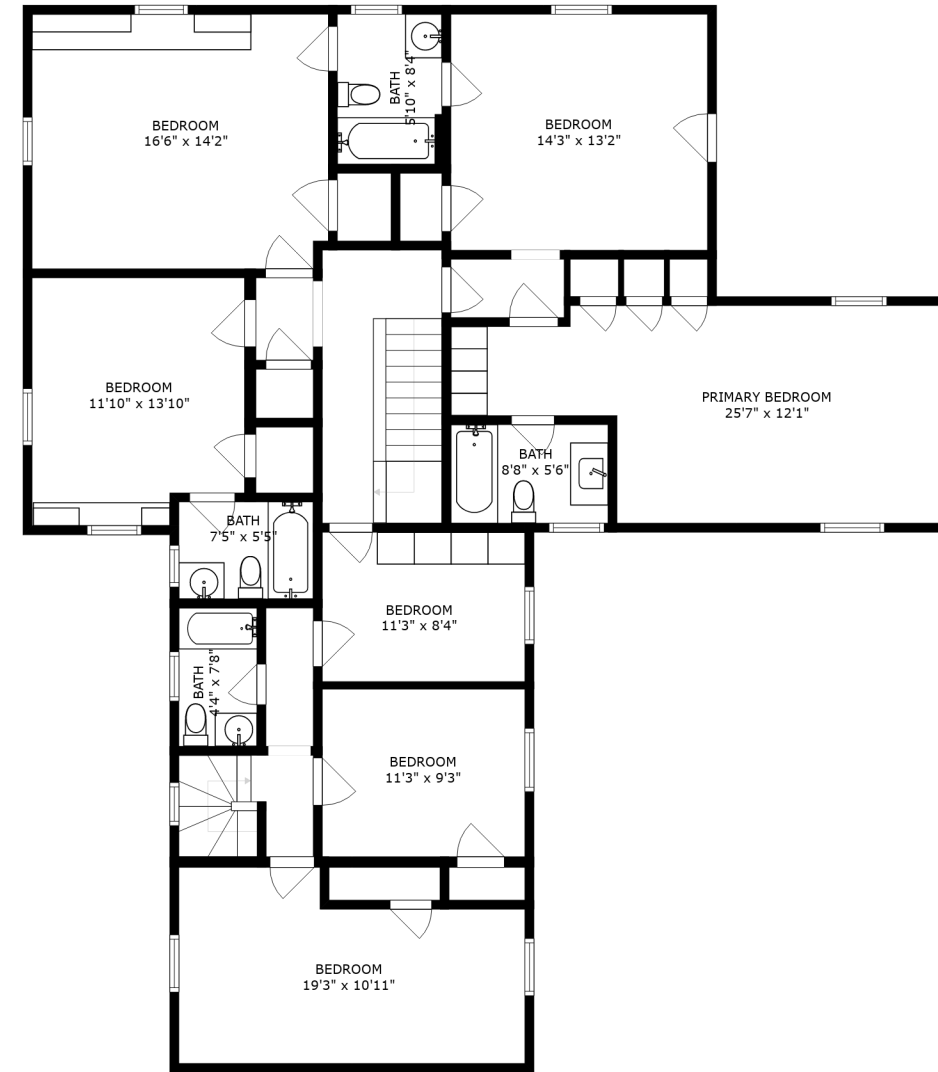 BEDROOM
16'6" x 14'2"
BATH
5'10" x 8'4"
BEDROOM
14'3" x 13'2"
BEDROOM
11'10" x 13'10"
PRIMARY BEDROOM
25'7" x 12'1"
BATH
8'8" x 5'6"
BATH
7'5" x 5'5"
BEDROOM
11'3" x 8'4"
BATH
4'4" x 7'8"
BEDROOM
11'3" x 9'3"
BEDROOM
19'3" x 10'11"